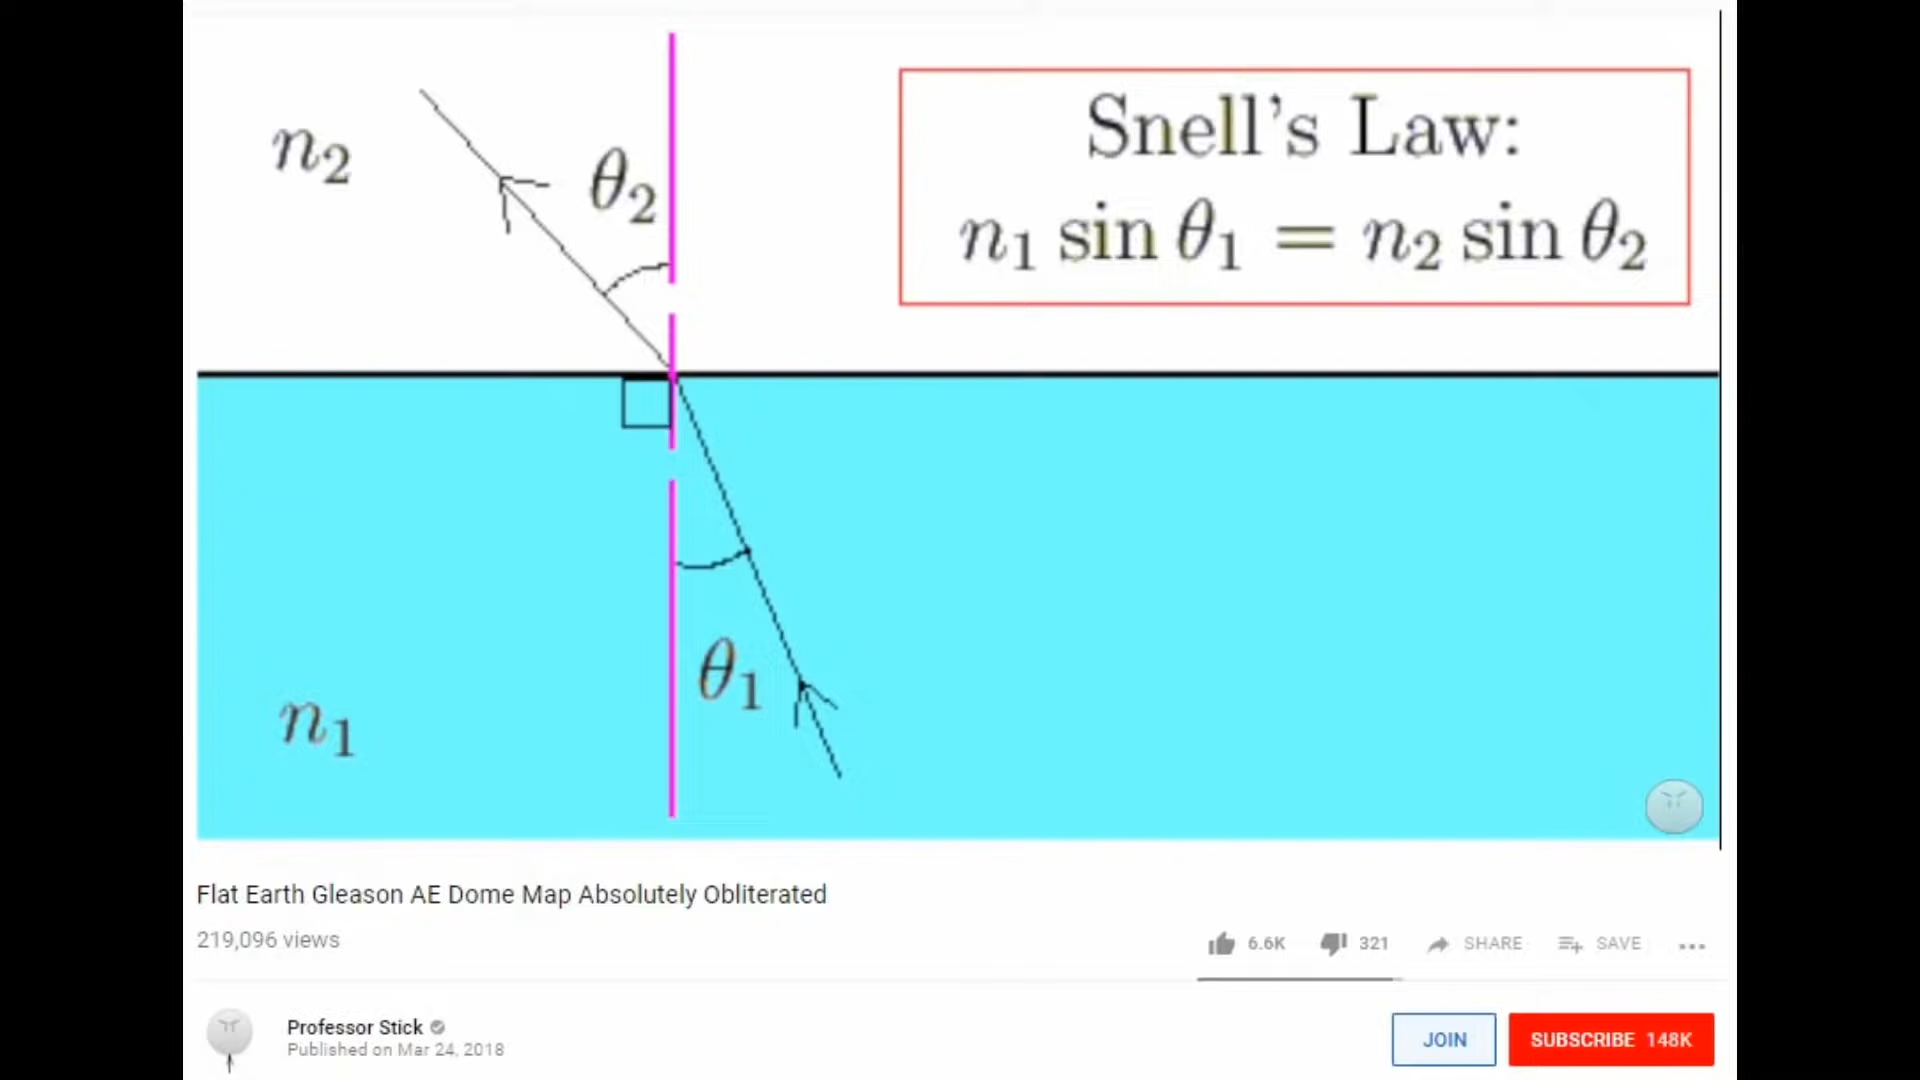 Snell's Law:
n₁ sin θ₁ = n₂ sin θ₂
n₂
θ₂
θ₁
n₁
Flat Earth Gleason AE Dome Map Absolutely Obliterated
219,096 views
6.6K 321 SHARE SAVE
Professor Stick
Published on Mar 24, 2018
JOIN SUBSCRIBE 148K